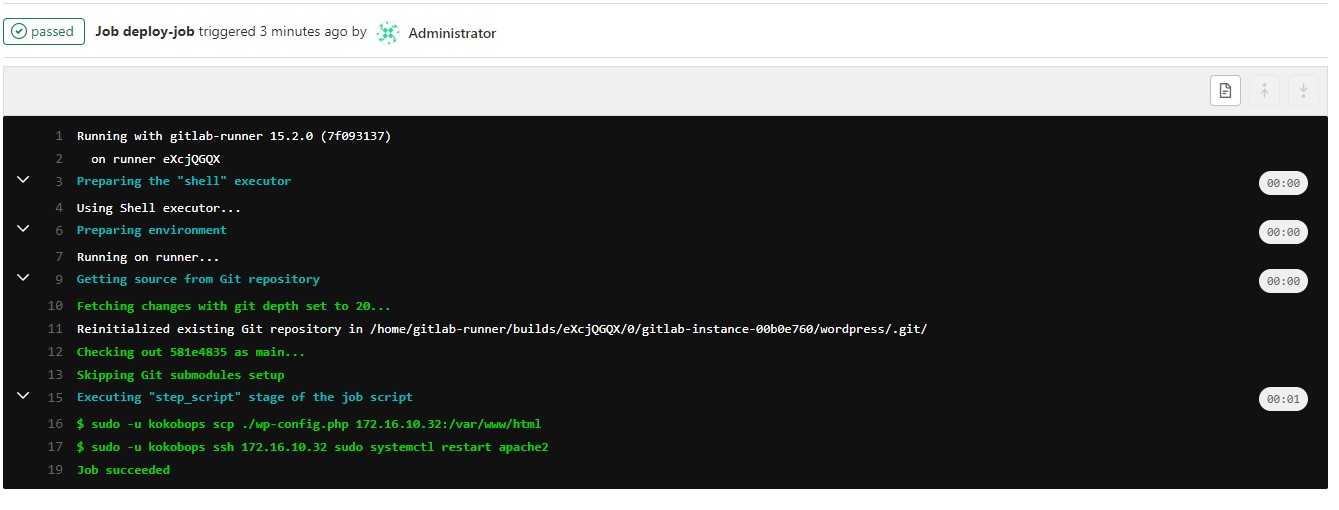 passed Job deploy-job triggered 3 minutes ago by Administrator
1 Running with gitlab-runner 15.2.0 (7f093137)
2 on runner eXcjQGQX
3 Preparing the "shell" executor 00:00
4 Using Shell executor...
6 Preparing environment 00:00
7 Running on runner...
9 Getting source from Git repository 00:00
10 Fetching changes with git depth set to 20...
11 Reinitialized existing Git repository in /home/gitlab-runner/builds/eXcjQGQX/0/gitlab-instance-00b0e760/wordpress/.git/
12 Checking out 581e4835 as main...
13 Skipping Git submodules setup
15 Executing "step_script" stage of the job script 00:01
16 $ sudo -u kokobops scp ./wp-config.php 172.16.10.32:/var/www/html
17 $ sudo -u kokobops ssh 172.16.10.32 sudo systemctl restart apache2
19 Job succeeded